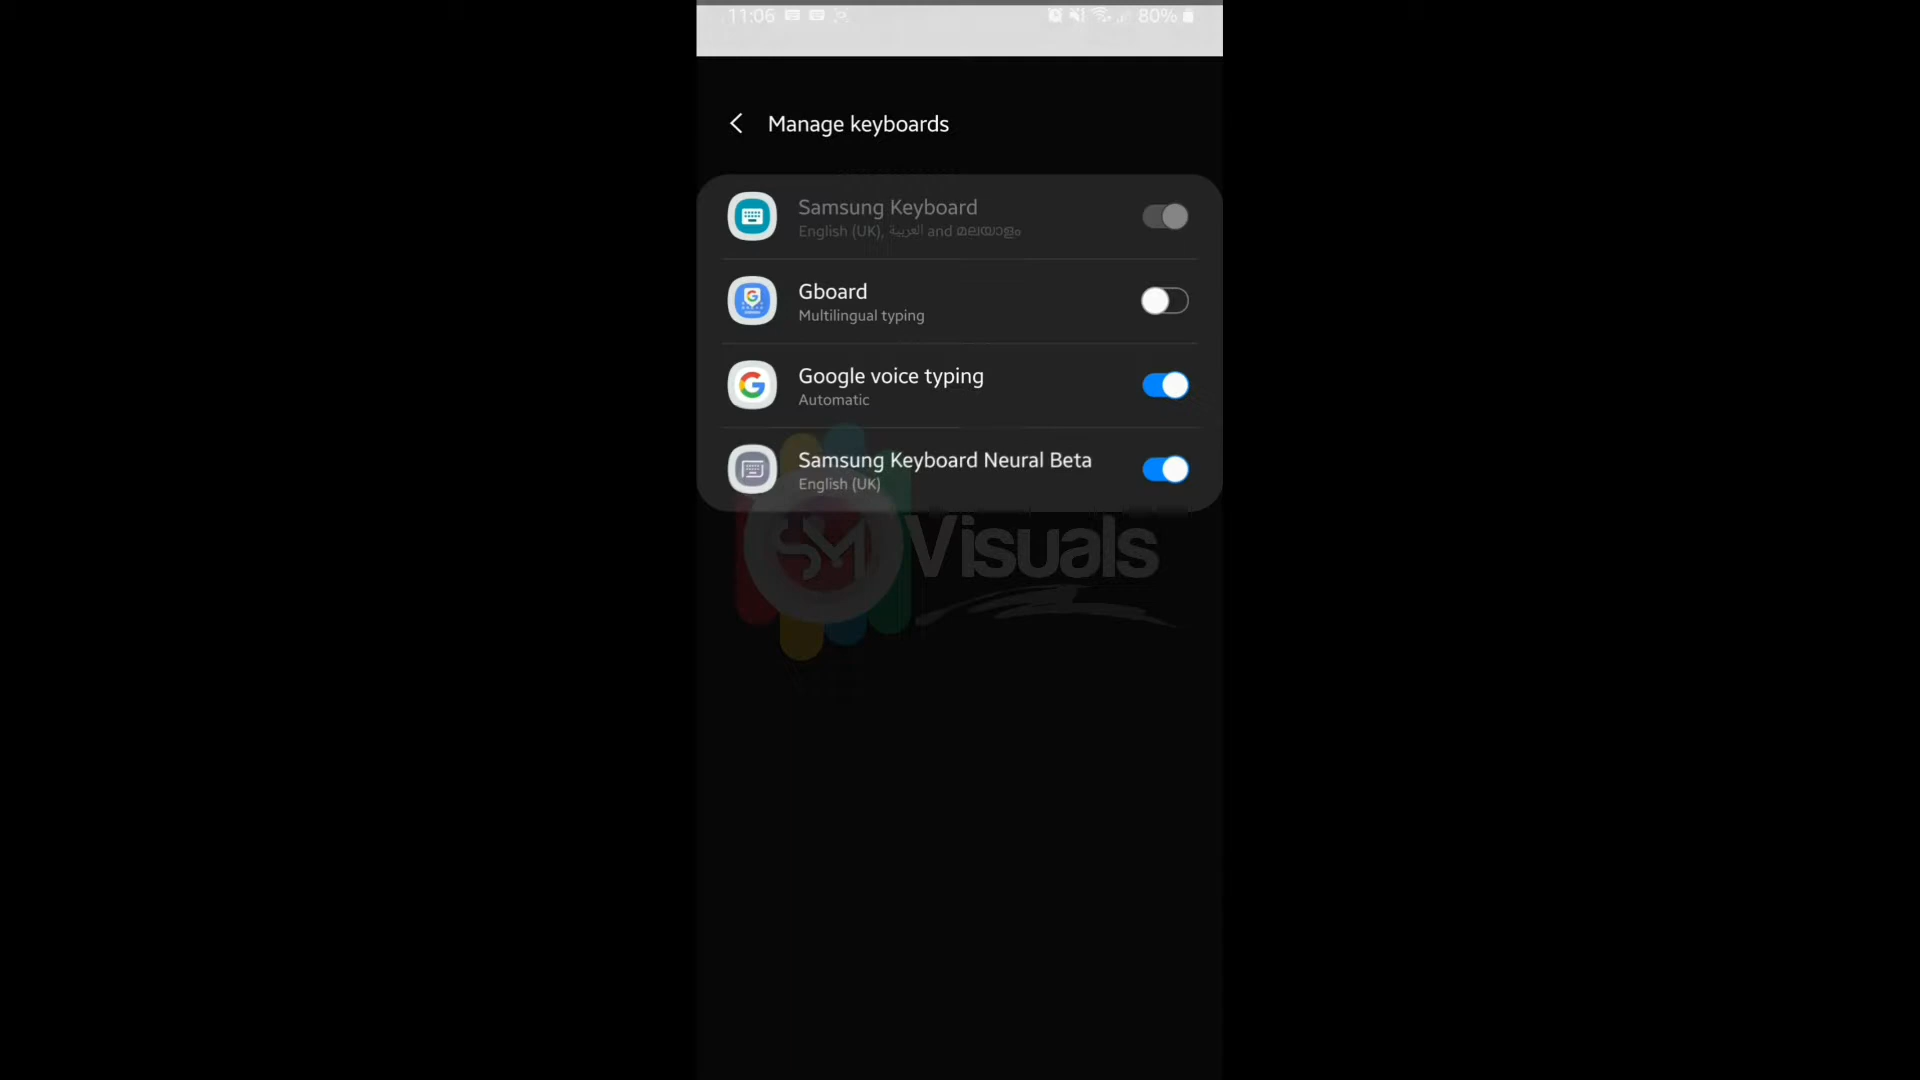 11:06 80%
Manage keyboards
Samsung Keyboard
English (UK), العربية and മലയാളം
Gboard
Multilingual typing
Google voice typing
Automatic
Samsung Keyboard Neural Beta
English (UK)
SM Visuals